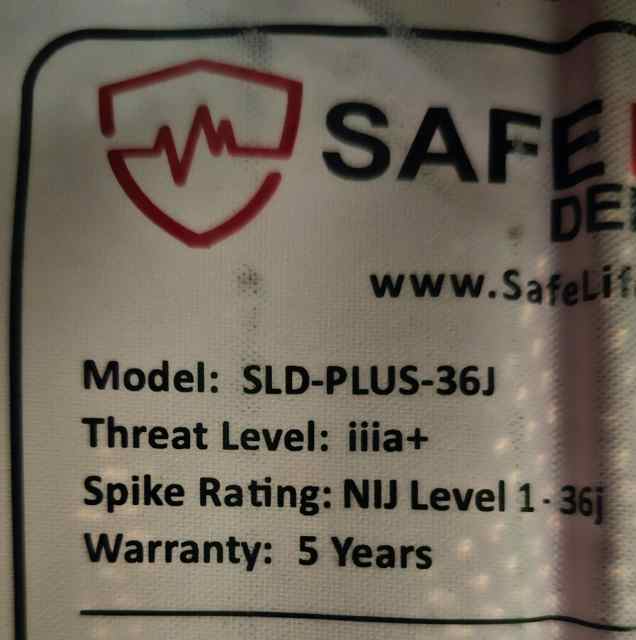 SAFE
DE
www.SafeLif
Model: SLD-PLUS-36J
Threat Level: iiia+
Spike Rating: NIJ Level 1 - 36j
Warranty: 5 Years